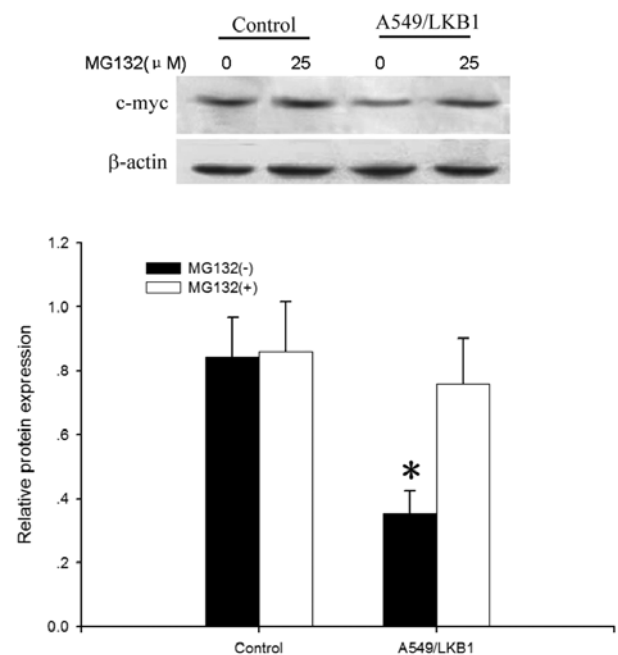 Control A549/LKB1
MG132(μM) 0 25 0 25
c-myc
β-actin
1.2
MG132(-)
MG132(+)
1.0
.8
.6
.4
.2
0.0
*
Relative protein expression
Control A549/LKB1